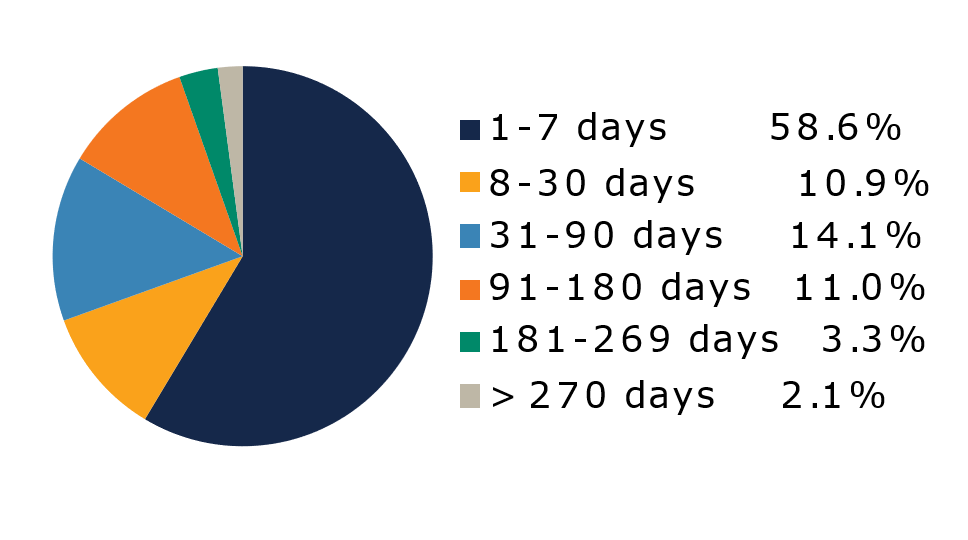 1-7 days 58.6%
8-30 days 10.9%
31-90 days 14.1%
91-180 days 11.0%
181-269 days 3.3%
> 270 days 2.1%